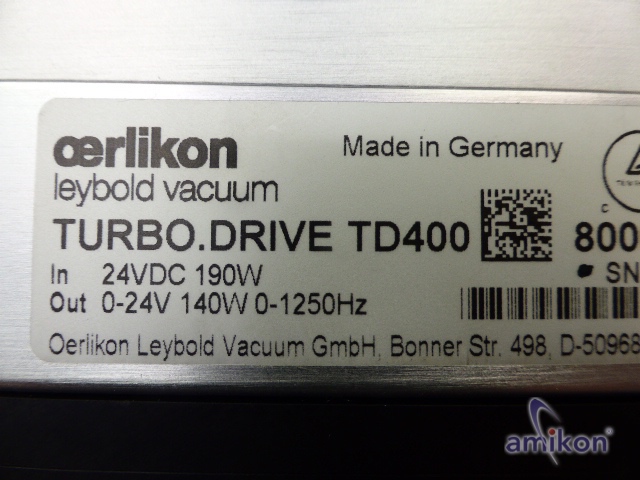 oerlikon
leybold vacuum
Made in Germany
TURBO.DRIVE TD400
800
In 24VDC 190W
SN
Out 0-24V 140W 0-1250Hz
Oerlikon Leybold Vacuum GmbH, Bonner Str. 498, D-50968
c
amikon